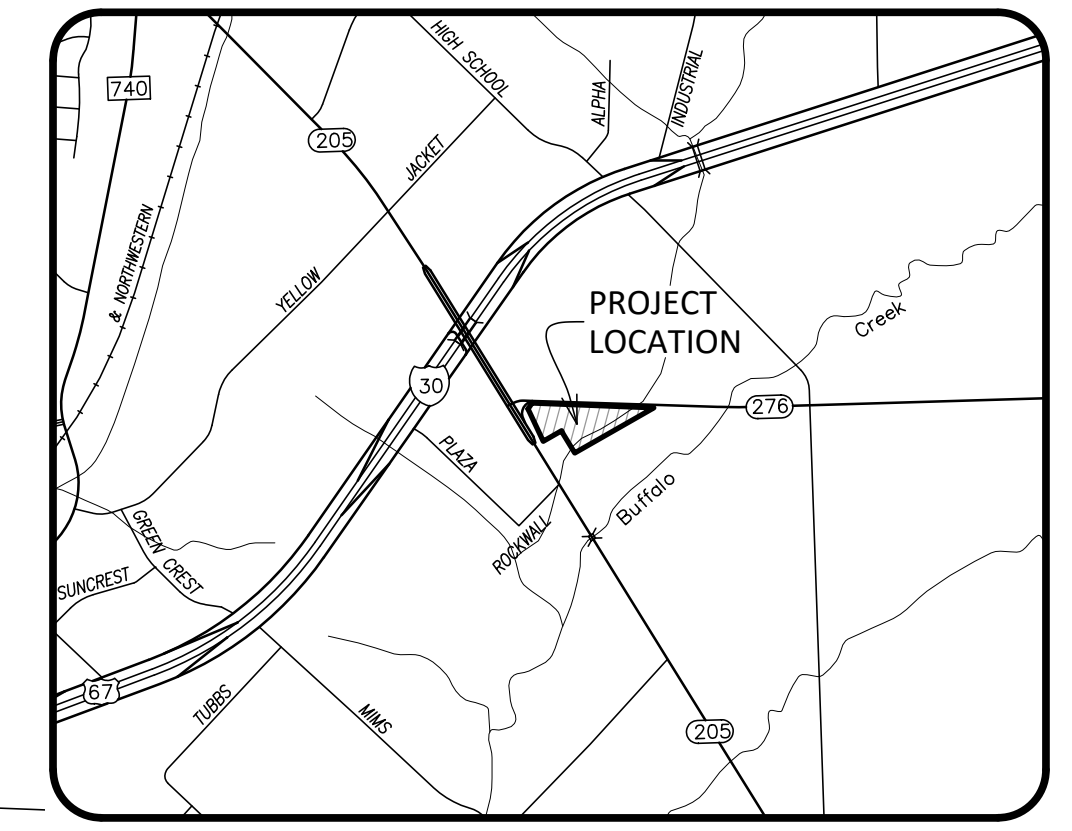 HIGH SCHOOL
740
205
ALPHA
INDUSTRIAL
JACKET
& NORTHWESTERN
YELLOW
PROJECT
LOCATION
Creek
30
276
PLAZA
Buffalo
ROCKWALL
GREEN CREST
SUNCREST
67
TUBBS
MIMS
205